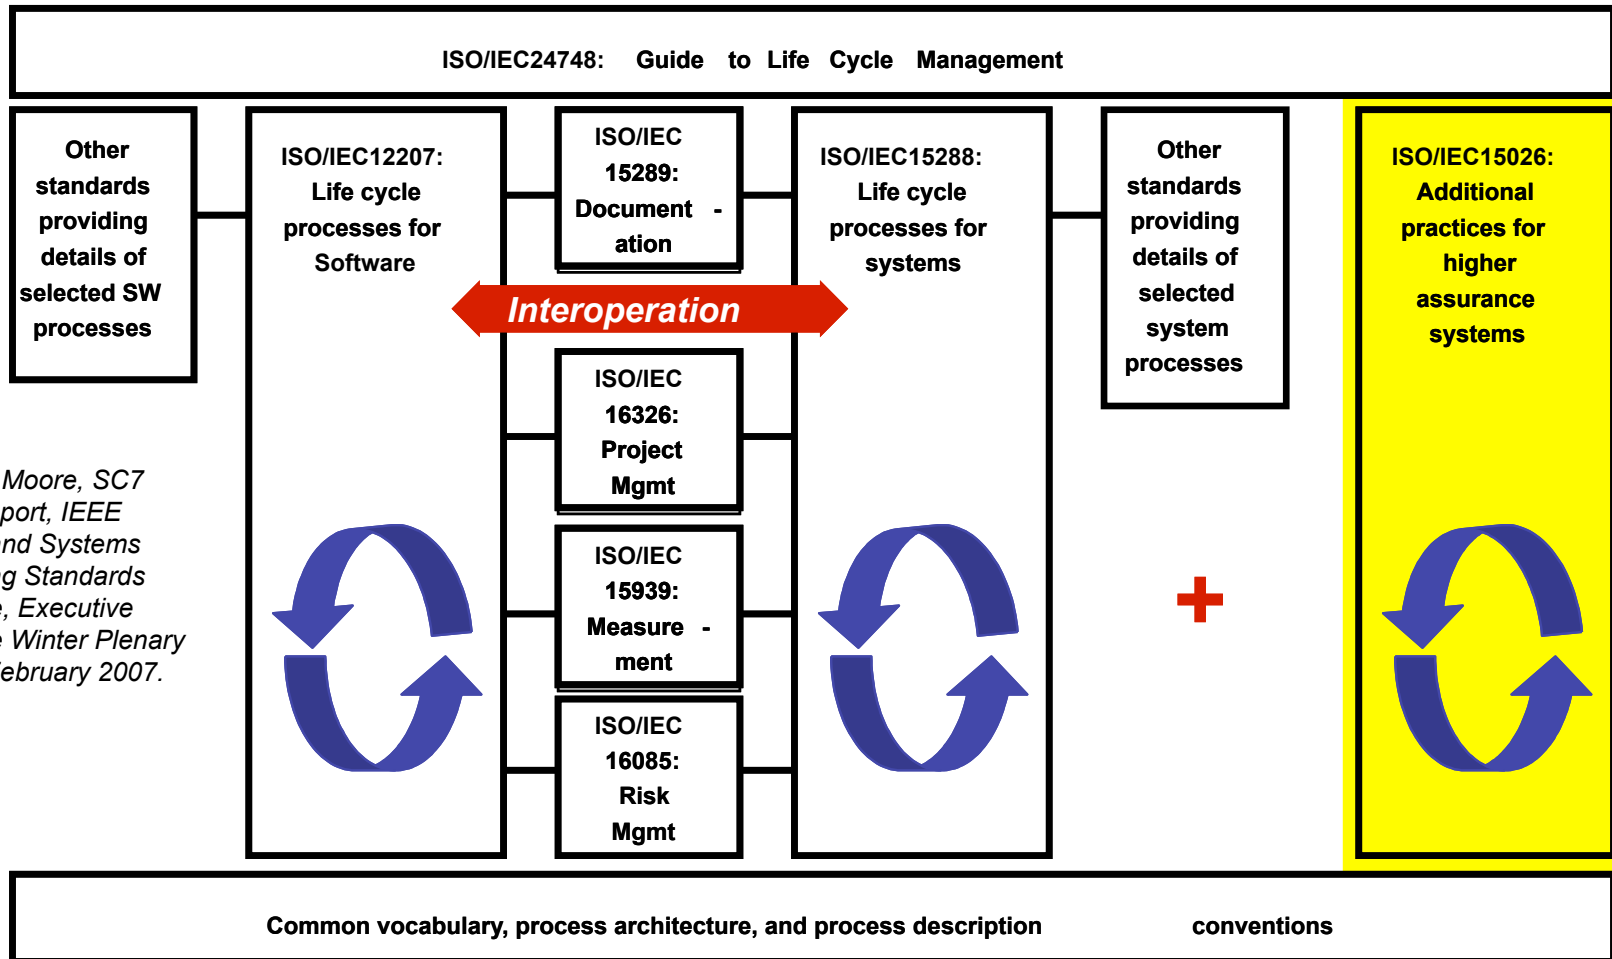 ISO/IEC24748: Guide to Life Cycle Management
Other
standards
providing
details of
selected SW
processes
ISO/IEC12207:
Life cycle
processes for
Software
ISO/IEC
15289:
Document -
ation
ISO/IEC15288:
Life cycle
processes for
systems
Other
standards
providing
details of
selected
system
processes
ISO/IEC15026:
Additional
practices for
higher
assurance
systems
Interoperation
ISO/IEC
16326:
Project
Mgmt
ISO/IEC
15939:
Measure -
ment
ISO/IEC
16085:
Risk
Mgmt
+
Moore, SC7
port, IEEE
nd Systems
g Standards
e, Executive
e Winter Plenary
ebruary 2007.
Common vocabulary, process architecture, and process description conventions